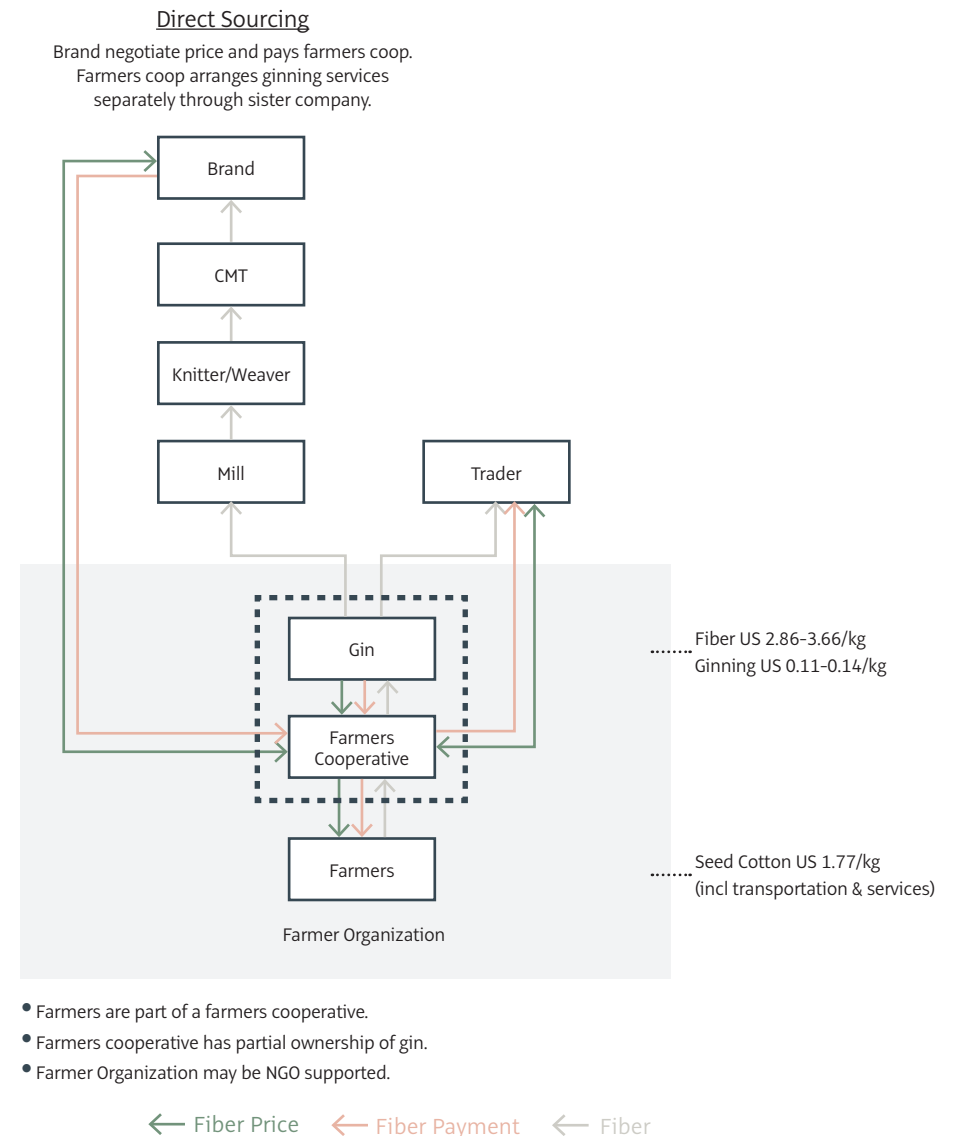 Direct Sourcing
Brand negotiate price and pays farmers coop.
Farmers coop arranges ginning services
separately through sister company.
Brand
CMT
Knitter/Weaver
Mill
Trader
Gin
Fiber US 2.86-3.66/kg
Ginning US 0.11-0.14/kg
Farmers
Cooperative
Farmers
Seed Cotton US 1.77/kg
(incl transportation & services)
Farmer Organization
• Farmers are part of a farmers cooperative.
• Farmers cooperative has partial ownership of gin.
• Farmer Organization may be NGO supported.
Fiber Price Fiber Payment Fiber